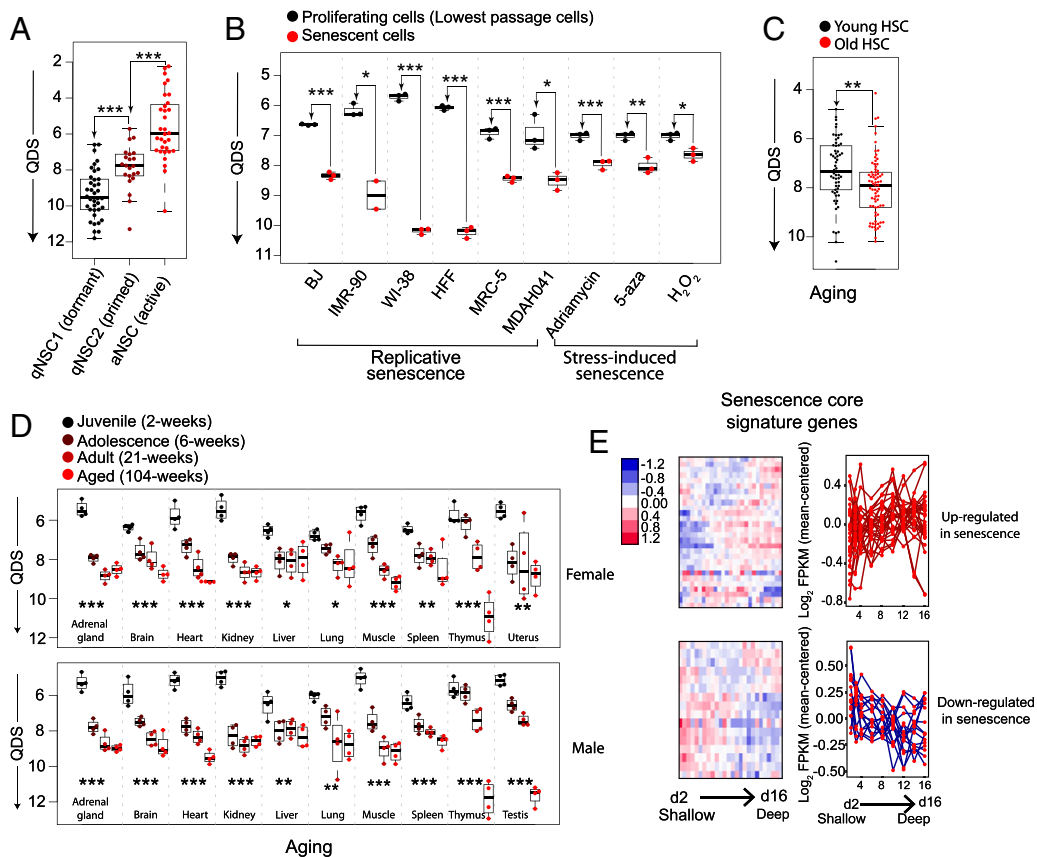 A
QDS
2
4
6
8
10
12
***
***
qNSC1 (dormant)
qNSC2 (primed)
aNSC (active)
B
Proliferating cells (Lowest passage cells)
Senescent cells
QDS
5
6
7
8
9
10
11
***
*
***
***
***
*
***
**
*
BJ
IMR-90
WI-38
HFF
MRC-5
MDAH041
Adriamycin
5-aza
H2O2
Replicative
senescence
Stress-induced
senescence
C
Young HSC
Old HSC
QDS
4
6
8
10
**
Aging
D
Juvenile (2-weeks)
Adolescence (6-weeks)
Adult (21-weeks)
Aged (104-weeks)
QDS
6
8
10
12
*** *** *** *** * * *** ** *** **
Adrenal
gland
Brain
Heart
Kidney
Liver
Lung
Muscle
Spleen
Thymus
Uterus
Female
QDS
6
8
10
12
*** *** *** *** ** ** *** *** *** ***
Adrenal
gland
Brain
Heart
Kidney
Liver
Lung
Muscle
Spleen
Thymus
Testis
Male
Aging
Senescence core
signature genes
E
-1.2
-0.8
-0.4
0.00
0.4
0.8
1.2
Log2 FPKM (mean-centered)
0.4
0.0
-0.4
-0.8
4 8 12 16
Up-regulated
in senescence
Log2 FPKM (mean-centered)
0.50
0.25
0.00
-0.25
-0.50
4 8 12 16
Down-regulated
in senescence
d2 d16
Shallow Deep
d2 d16
Shallow Deep